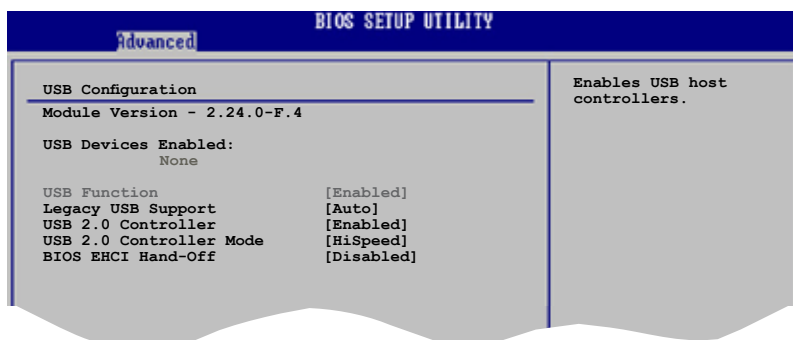 BIOS SETUP UTILITY
Advanced
USB Configuration
Module Version - 2.24.0-F.4
USB Devices Enabled:
None
USB Function [Enabled]
Legacy USB Support [Auto]
USB 2.0 Controller [Enabled]
USB 2.0 Controller Mode [HiSpeed]
BIOS EHCI Hand-Off [Disabled]
Enables USB host
controllers.